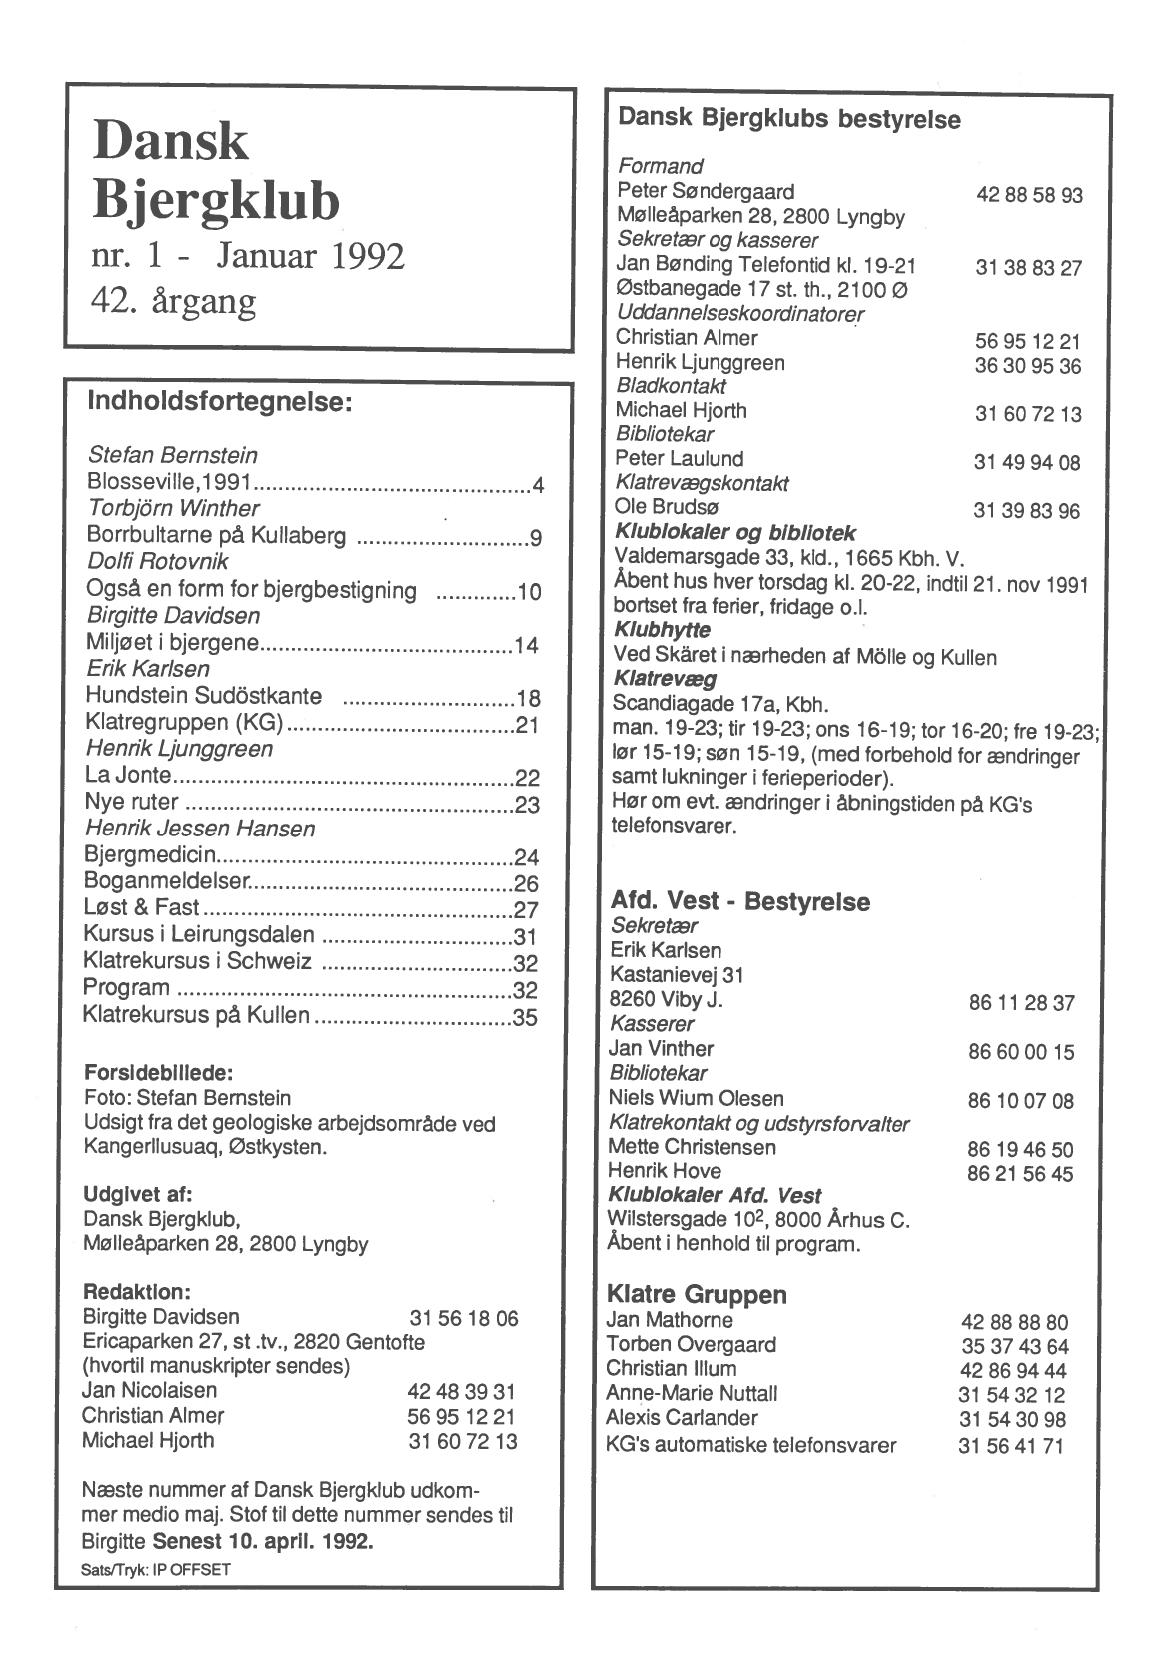 Dansk
Bjergklub
nr. 1 - Januar 1992
42. årgang
Indholdsfortegnelse:
Stefan Bernstein
Blosseville,1991............................................4
Torbjörn Winther
Borrbultarne på Kullaberg ...........................9
Dolfi Rotovnik
Også en form for bjergbestigning .............10
Birgitte Davidsen
Miljøet i bjergene........................................14
Erik Karlsen
Hundstein Sudöstkante ...........................18
Klatregruppen (KG)....................................21
Henrik Ljunggreen
La Jonte......................................................22
Nye ruter ....................................................23
Henrik Jessen Hansen
Bjergmedicin...............................................24
Boganmeldelser..........................................26
Løst & Fast.................................................27
Kursus i Leirungsdalen ..............................31
Klatrekursus i Schweiz ..............................32
Program .....................................................32
Klatrekursus på Kullen...............................35
Forsidebillede:
Foto: Stefan Bernstein
Udsigt fra det geologiske arbejdsområde ved
Kangerllusuaq, Østkysten.
Udgivet af:
Dansk Bjergklub,
Mølleåparken 28, 2800 Lyngby
Redaktion:
Birgitte Davidsen 31 56 18 06
Ericaparken 27, st .tv., 2820 Gentofte
(hvortil manuskripter sendes)
Jan Nicolaisen 42 48 39 31
Christian Almer 56 95 12 21
Michael Hjorth 31 60 72 13
Næste nummer af Dansk Bjergklub udkom-
mer medio maj. Stof til dette nummer sendes til
Birgitte Senest 10. april. 1992.
Sats/Tryk: IP OFFSET
Dansk Bjergklubs bestyrelse
Formand
Peter Søndergaard 42 88 58 93
Mølleåparken 28, 2800 Lyngby
Sekretær og kasserer
Jan Bønding Telefontid kl. 19-21 31 38 83 27
Østbanegade 17 st. th., 2100 Ø
Uddannelseskoordinatorer
Christian Almer 56 95 12 21
Henrik Ljunggreen 36 30 95 36
Bladkontakt
Michael Hjorth 31 60 72 13
Bibliotekar
Peter Laulund 31 49 94 08
Klatrevægskontakt
Ole Brudsø 31 39 83 96
Klublokaler og bibliotek
Valdemarsgade 33, kld., 1665 Kbh. V.
Åbent hus hver torsdag kl. 20-22, indtil 21. nov 1991
bortset fra ferier, fridage o.l.
Klubhytte
Ved Skäret i nærheden af Mölle og Kullen
Klatrevæg
Scandiagade 17a, Kbh.
man. 19-23; tir 19-23; ons 16-19; tor 16-20; fre 19-23;
lør 15-19; søn 15-19, (med forbehold for ændringer
samt lukninger i ferieperioder).
Hør om evt. ændringer i åbningstiden på KG's
telefonsvarer.
Afd. Vest - Bestyrelse
Sekretær
Erik Karlsen
Kastanievej 31
8260 Viby J. 86 11 28 37
Kasserer
Jan Vinther 86 60 00 15
Bibliotekar
Niels Wium Olesen 86 10 07 08
Klatrekontakt og udstyrsforvalter
Mette Christensen 86 19 46 50
Henrik Hove 86 21 56 45
Klublokaler Afd. Vest
Wilstersgade 10², 8000 Århus C.
Åbent i henhold til program.
Klatre Gruppen
Jan Mathorne 42 88 88 80
Torben Overgaard 35 37 43 64
Christian Illum 42 86 94 44
Anne-Marie Nuttall 31 54 32 12
Alexis Carlander 31 54 30 98
KG's automatiske telefonsvarer 31 56 41 71